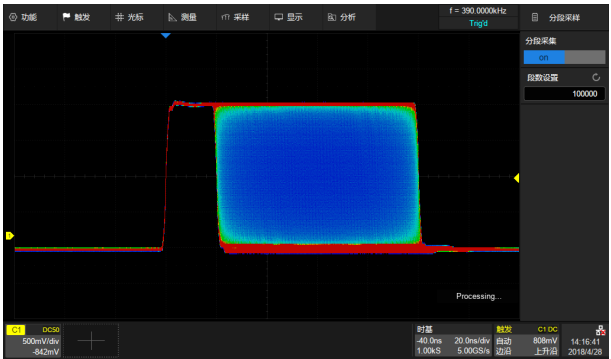 功能
触发
光标
测量
采样
显示
分析
f = 390.0000kHz
Trig'd
分段采样
分段采集
on
段数设置
100000
1
Processing...
C1 DC50
500mV/div
-842mV
时基
-40.0ns 20.0ns/div
1.00kS 5.00GS/s
触发 C1 DC
自动 808mV
边沿 上升沿
14:16:41
2018/4/26